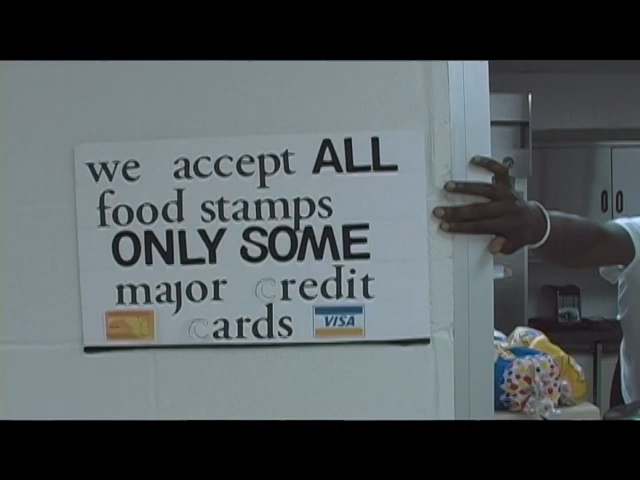 we accept ALL
food stamps
ONLY SOME
major credit
cards VISA